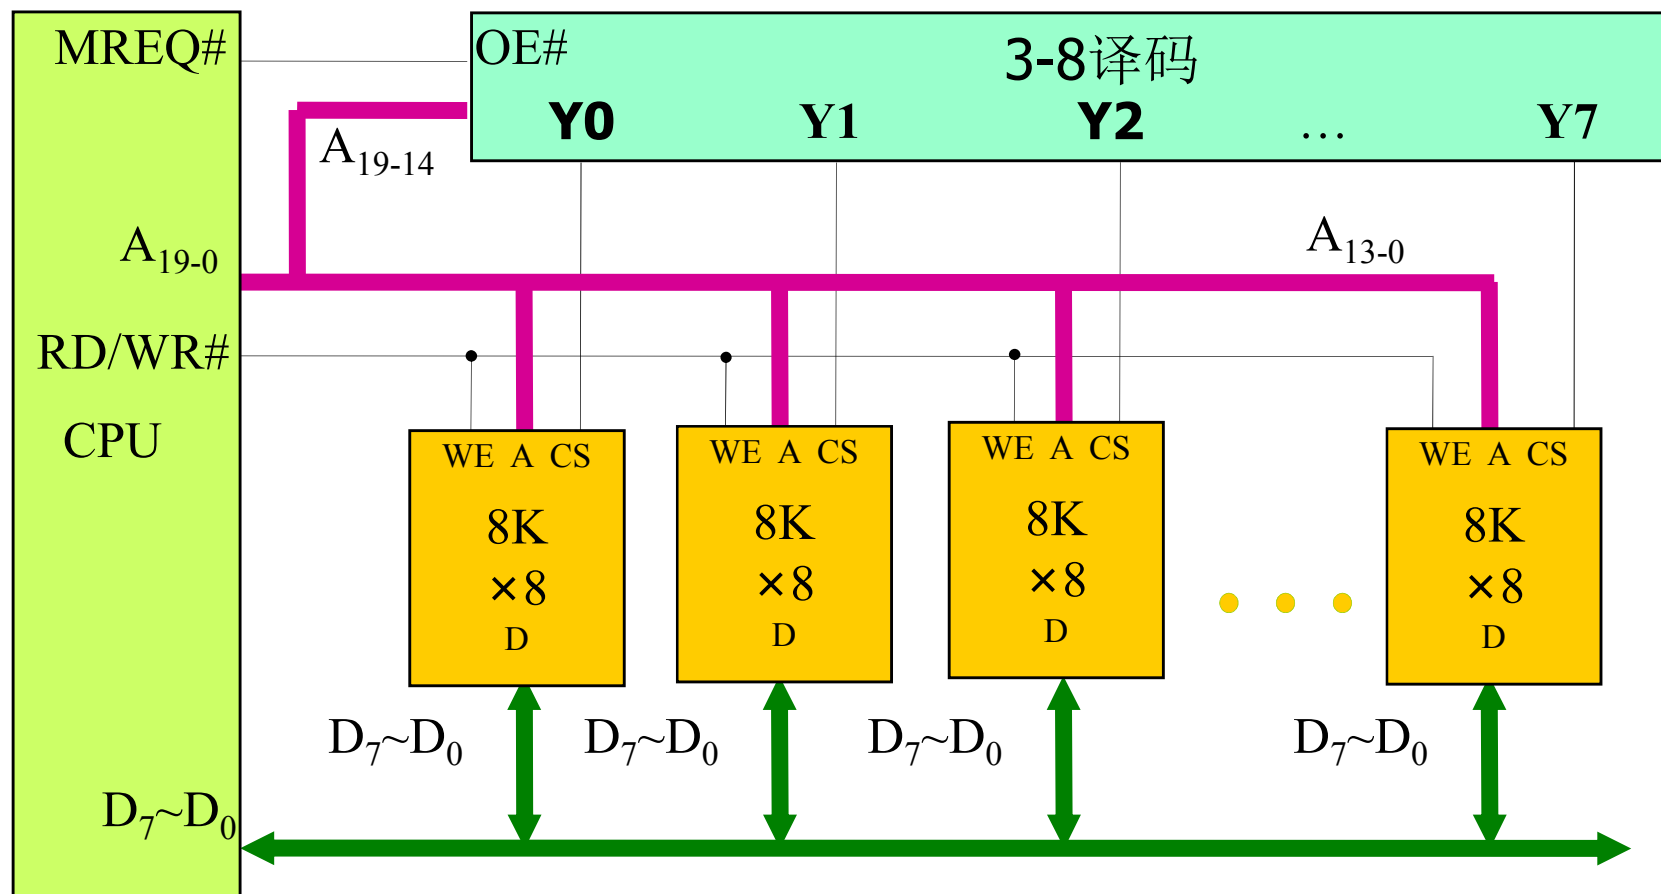 MREQ#
OE#
3-8译码
Y0 Y1 Y2 … Y7
A19-14
A19-0
A13-0
RD/WR#
CPU
WE A CS
8K
×8
D
WE A CS
8K
×8
D
WE A CS
8K
×8
D
WE A CS
8K
×8
D
D7~D0
D7~D0
D7~D0
D7~D0
D7~D0